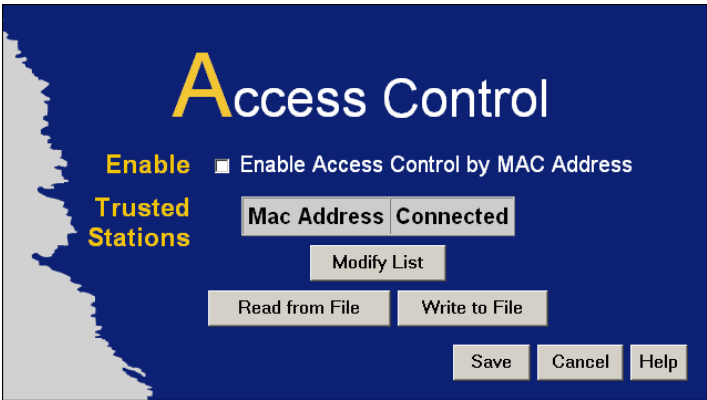 Access Control
Enable Enable Access Control by MAC Address
Trusted
Stations
Mac Address Connected
Modify List
Read from File Write to File
Save Cancel Help